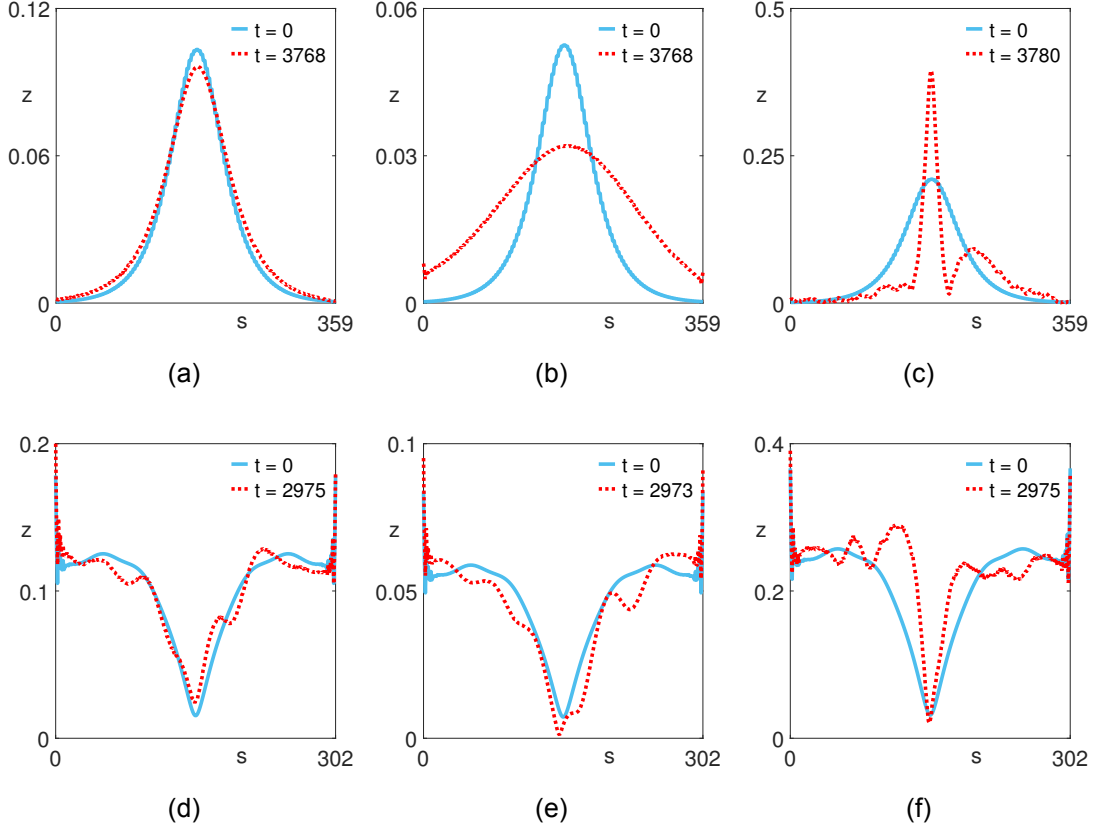 0.12
t = 0
t = 3768
z
0.06
0
0
s
359
(a)
0.06
t = 0
t = 3768
z
0.03
0
0
s
359
(b)
0.5
t = 0
t = 3780
z
0.25
0
0
s
359
(c)
0.2
t = 0
t = 2975
z
0.1
0
0
s
302
(d)
0.1
t = 0
t = 2973
z
0.05
0
0
s
302
(e)
0.4
t = 0
t = 2975
z
0.2
0
0
s
302
(f)